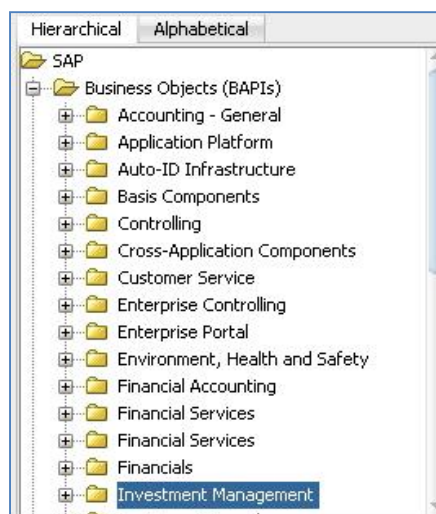 Hierarchical Alphabetical
SAP
Business Objects (BAPIs)
Accounting - General
Application Platform
Auto-ID Infrastructure
Basis Components
Controlling
Cross-Application Components
Customer Service
Enterprise Controlling
Enterprise Portal
Environment, Health and Safety
Financial Accounting
Financial Services
Financial Services
Financials
Investment Management